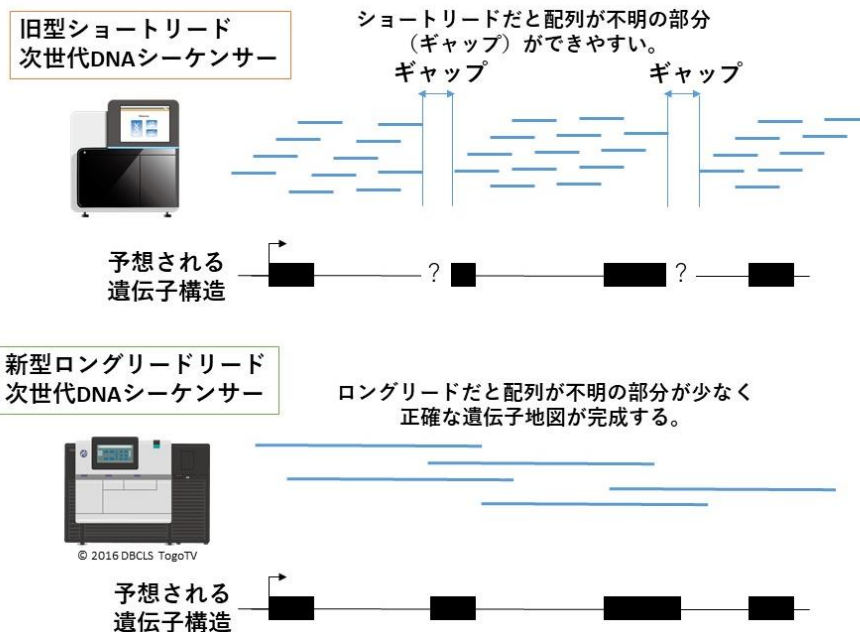 旧型ショートリード
次世代DNAシーケンサー
ショートリードだと配列が不明の部分
（ギャップ）ができやすい。
ギャップ
ギャップ
予想される
遺伝子構造
?
?
新型ロングリードリード
次世代DNAシーケンサー
ロングリードだと配列が不明の部分が少なく
正確な遺伝子地図が完成する。
© 2016 DBCLS TogoTV
予想される
遺伝子構造